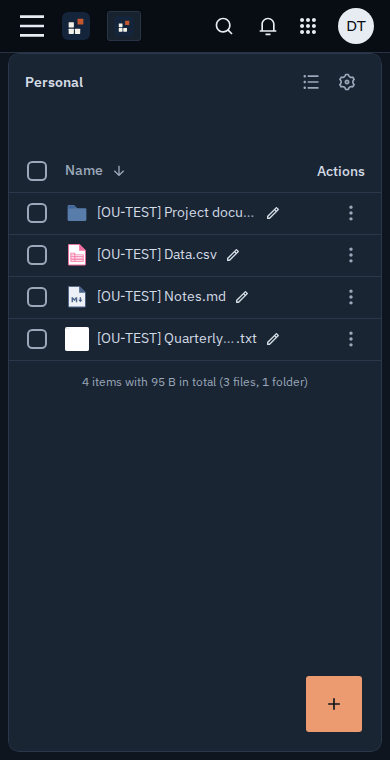 DT
Personal
Name Actions
[OU-TEST] Project docu...
[OU-TEST] Data.csv
[OU-TEST] Notes.md
[OU-TEST] Quarterly... .txt
4 items with 95 B in total (3 files, 1 folder)